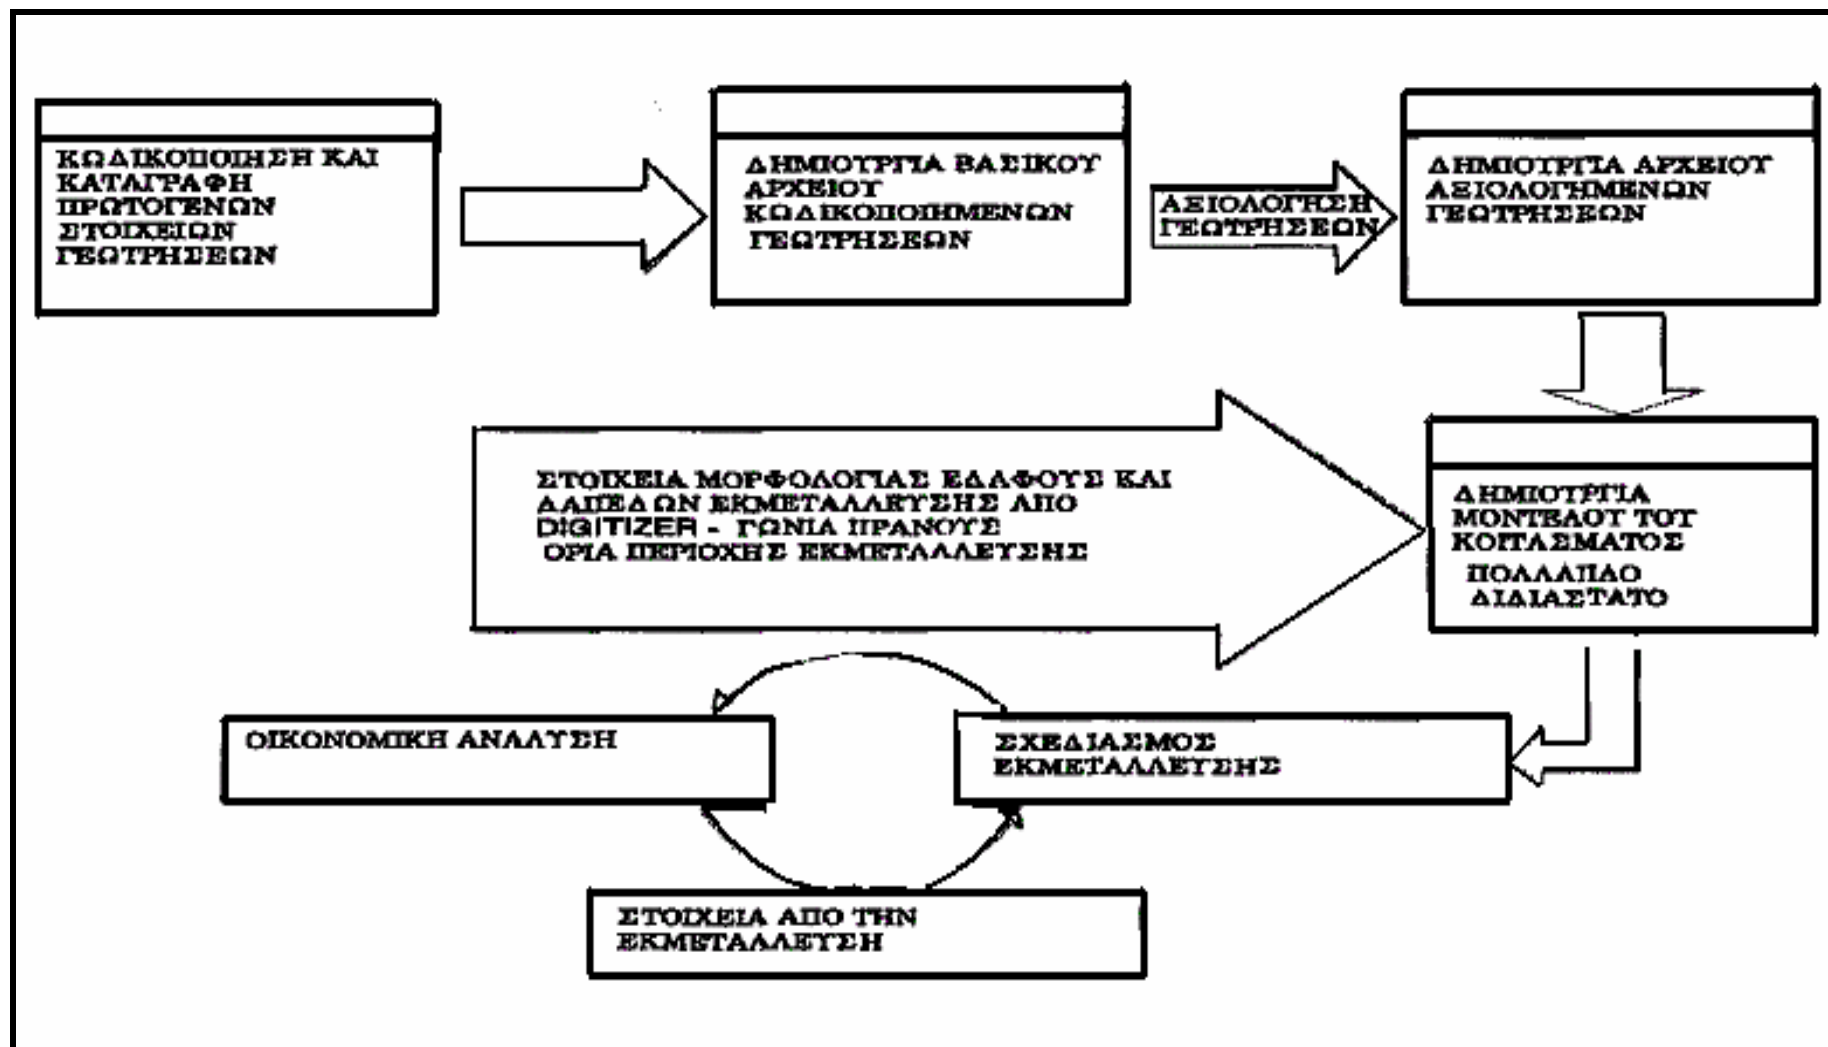 ΚΩΔΙΚΟΠΟΙΗΣΗ ΚΑΙ
ΚΑΤΑΓΡΑΦΗ
ΠΡΩΤΟΓΕΝΩΝ
ΣΤΟΙΧΕΙΩΝ
ΓΕΩΤΡΗΣΕΩΝ
ΔΗΜΙΟΥΡΓΙΑ ΒΑΣΙΚΟΥ
ΑΡΧΕΙΟΥ
ΚΩΔΙΚΟΠΟΙΗΜΕΝΩΝ
ΓΕΩΤΡΗΣΕΩΝ
ΑΞΙΟΛΟΓΗΣΗ
ΓΕΩΤΡΗΣΕΩΝ
ΔΗΜΙΟΥΡΓΙΑ ΑΡΧΕΙΟΥ
ΑΞΙΟΛΟΓΗΜΕΝΩΝ
ΓΕΩΤΡΗΣΕΩΝ
ΣΤΟΙΧΕΙΑ ΜΟΡΦΟΛΟΓΙΑΣ ΕΔΑΦΟΥΣ ΚΑΙ
ΔΑΠΕΔΩΝ ΕΚΜΕΤΑΛΛΕΥΣΗΣ ΑΠΟ
DIGITIZER - ΓΩΝΙΑ ΠΡΑΝΟΥΣ
ΟΡΙΑ ΠΕΡΙΟΧΗΣ ΕΚΜΕΤΑΛΛΕΥΣΗΣ
ΔΗΜΙΟΥΡΓΙΑ
ΜΟΝΤΕΛΟΥ ΤΟΥ
ΚΟΙΤΑΣΜΑΤΟΣ
ΠΟΛΛΑΠΛΟ
ΔΙΔΙΑΣΤΑΤΟ
ΟΙΚΟΝΟΜΙΚΗ ΑΝΑΛΥΣΗ
ΣΧΕΔΙΑΣΜΟΣ
ΕΚΜΕΤΑΛΛΕΥΣΗΣ
ΣΤΟΙΧΕΙΑ ΑΠΟ ΤΗΝ
ΕΚΜΕΤΑΛΛΕΥΣΗ